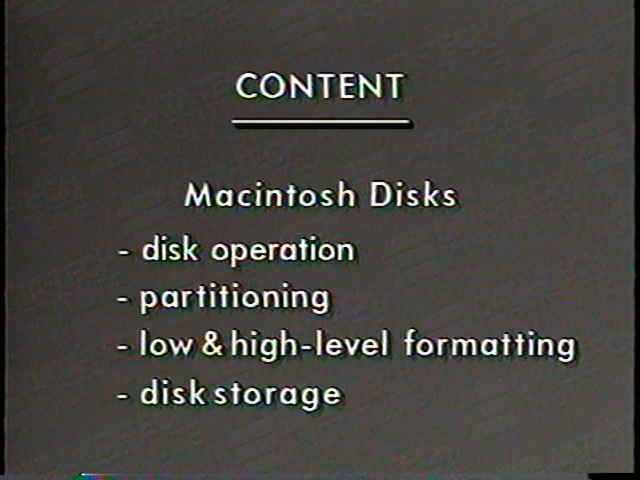 CONTENT
Macintosh Disks
- disk operation
- partitioning
- low & high-level formatting
- disk storage